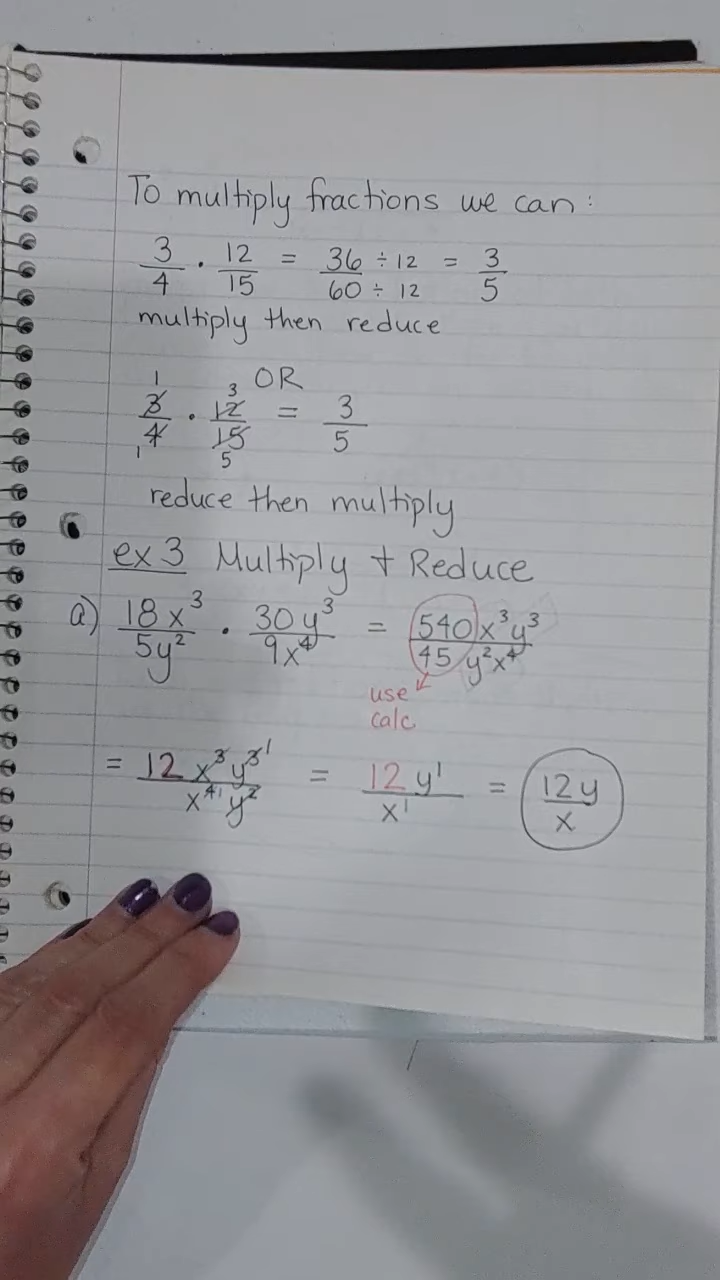 To multiply fractions we can:
3/4 · 12/15 = 36 ÷ 12 / 60 ÷ 12 = 3/5
multiply then reduce
OR
1 3
3/4 · 12/15 = 3/5
1 5
reduce then multiply
ex 3 Multiply + Reduce
a) 18x³/5y² · 30y³/9x⁴ = 540x³y³/45y²x⁴
use
calc
= 12x³y³ ¹/x⁴ ¹y² = 12y¹/x¹ = 12y/x